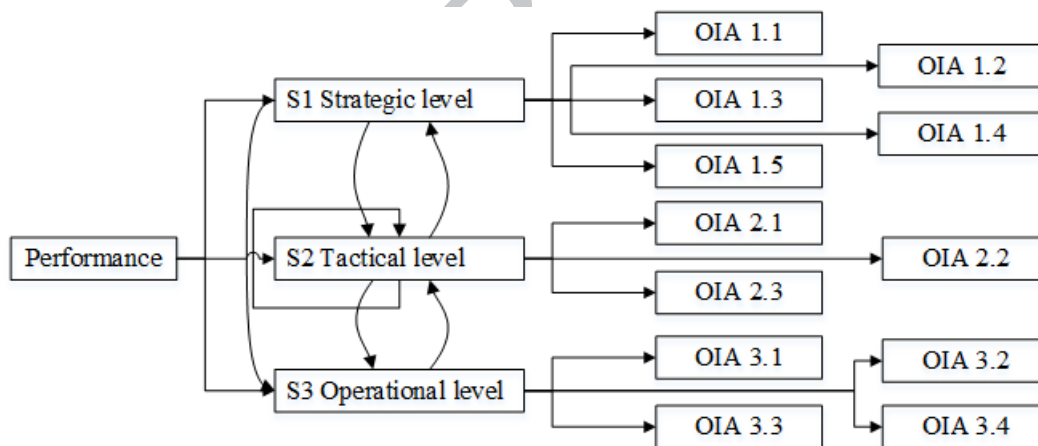 OIA 1.1
OIA 1.2
S1 Strategic level
OIA 1.3
OIA 1.4
OIA 1.5
OIA 2.1
Performance
S2 Tactical level
OIA 2.2
OIA 2.3
OIA 3.1
OIA 3.2
S3 Operational level
OIA 3.3
OIA 3.4